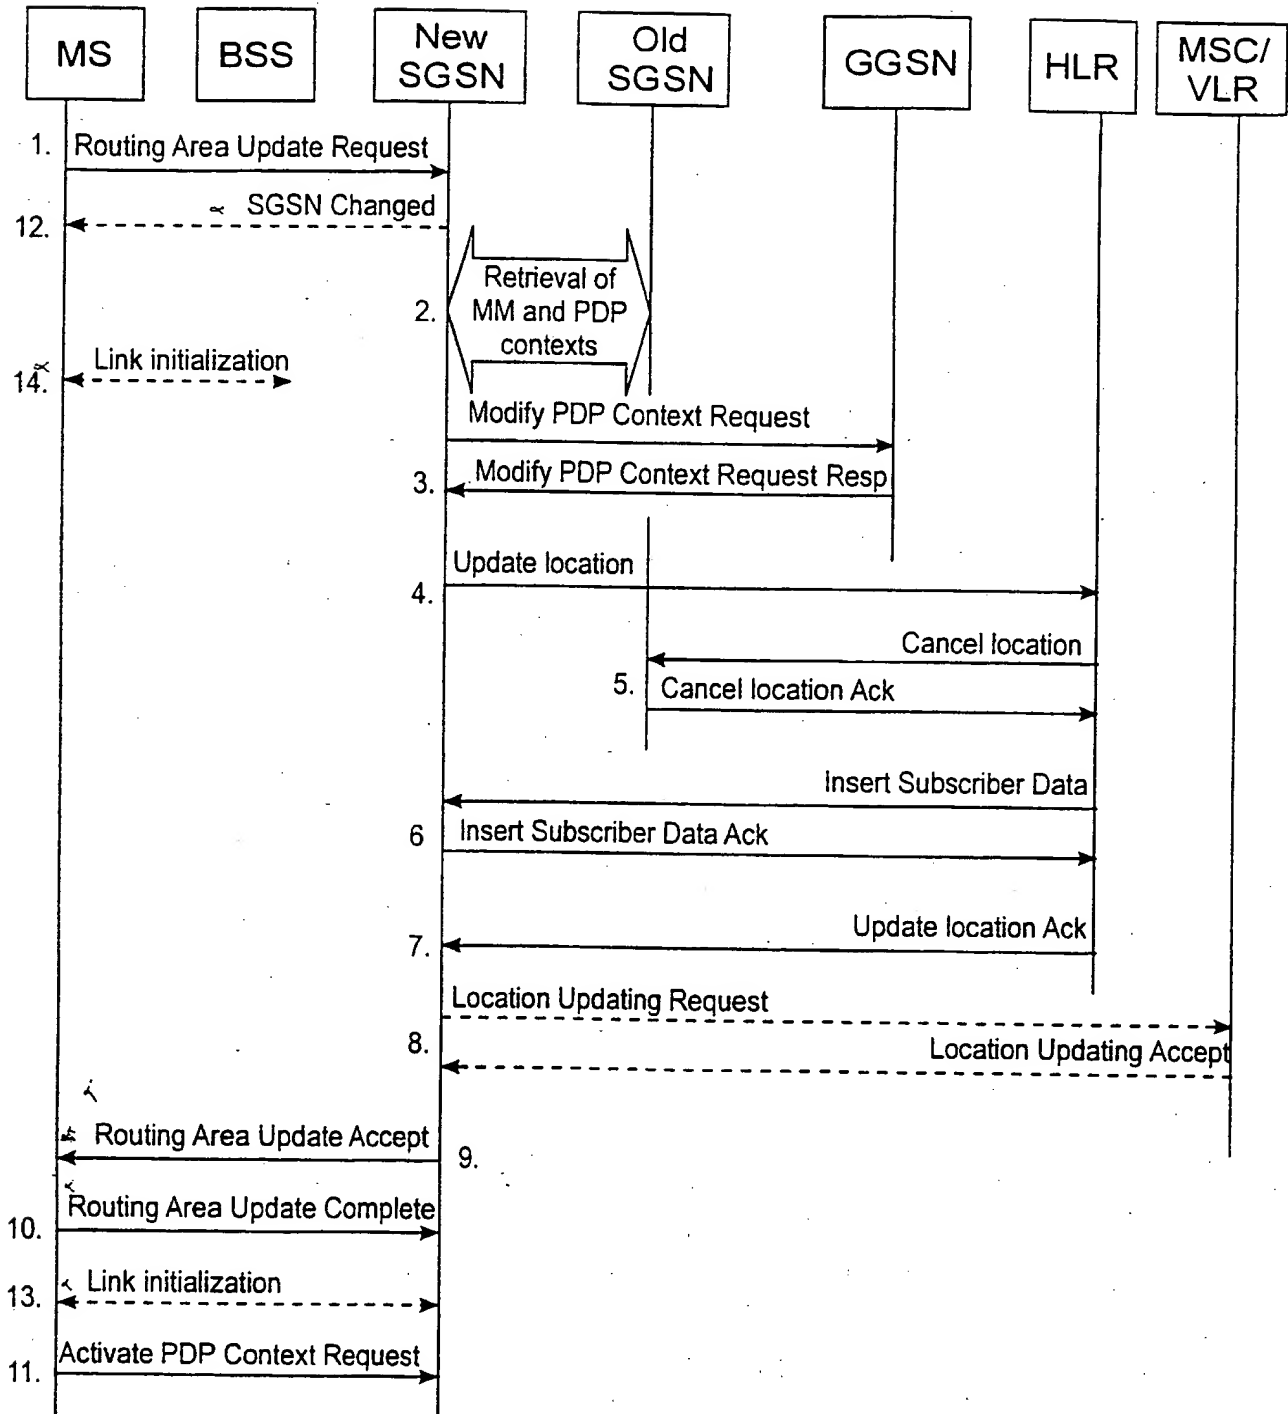 MS
BSS
New
SGSN
Old
SGSN
GGSN
HLR
MSC/
VLR
1. Routing Area Update Request
SGSN Changed
12.
Retrieval of
2. MM and PDP
contexts
Link initialization
14.
Modify PDP Context Request
Modify PDP Context Request Resp
3.
Update location
4.
Cancel location
5. Cancel location Ack
Insert Subscriber Data
6 Insert Subscriber Data Ack
Update location Ack
7.
Location Updating Request
8.
Location Updating Accept
Routing Area Update Accept
9.
Routing Area Update Complete
10.
Link initialization
13.
Activate PDP Context Request
11.